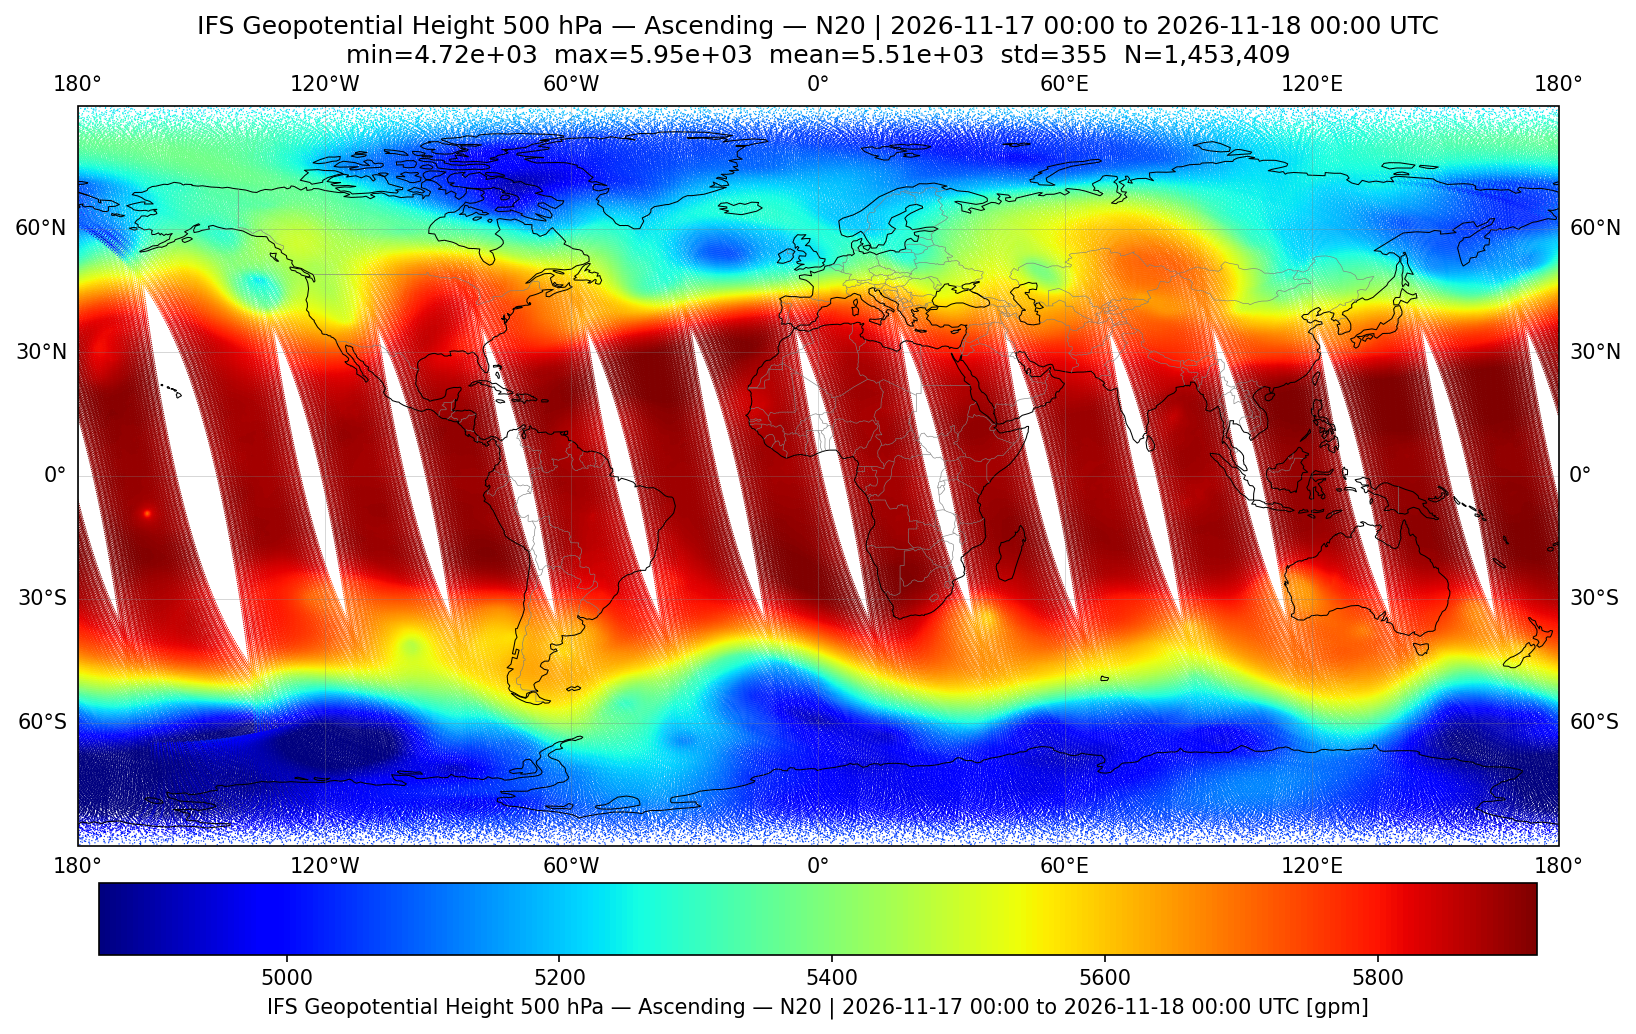 IFS Geopotential Height 500 hPa — Ascending — N20 | 2026-11-17 00:00 to 2026-11-18 00:00 UTC
min=4.72e+03  max=5.95e+03  mean=5.51e+03  std=355  N=1,453,409
180° 120°W 60°W 0° 60°E 120°E 180°
60°N 60°N
30°N 30°N
0° 0°
30°S 30°S
60°S 60°S
180° 120°W 60°W 0° 60°E 120°E 180°
5000 5200 5400 5600 5800
IFS Geopotential Height 500 hPa — Ascending — N20 | 2026-11-17 00:00 to 2026-11-18 00:00 UTC [gpm]